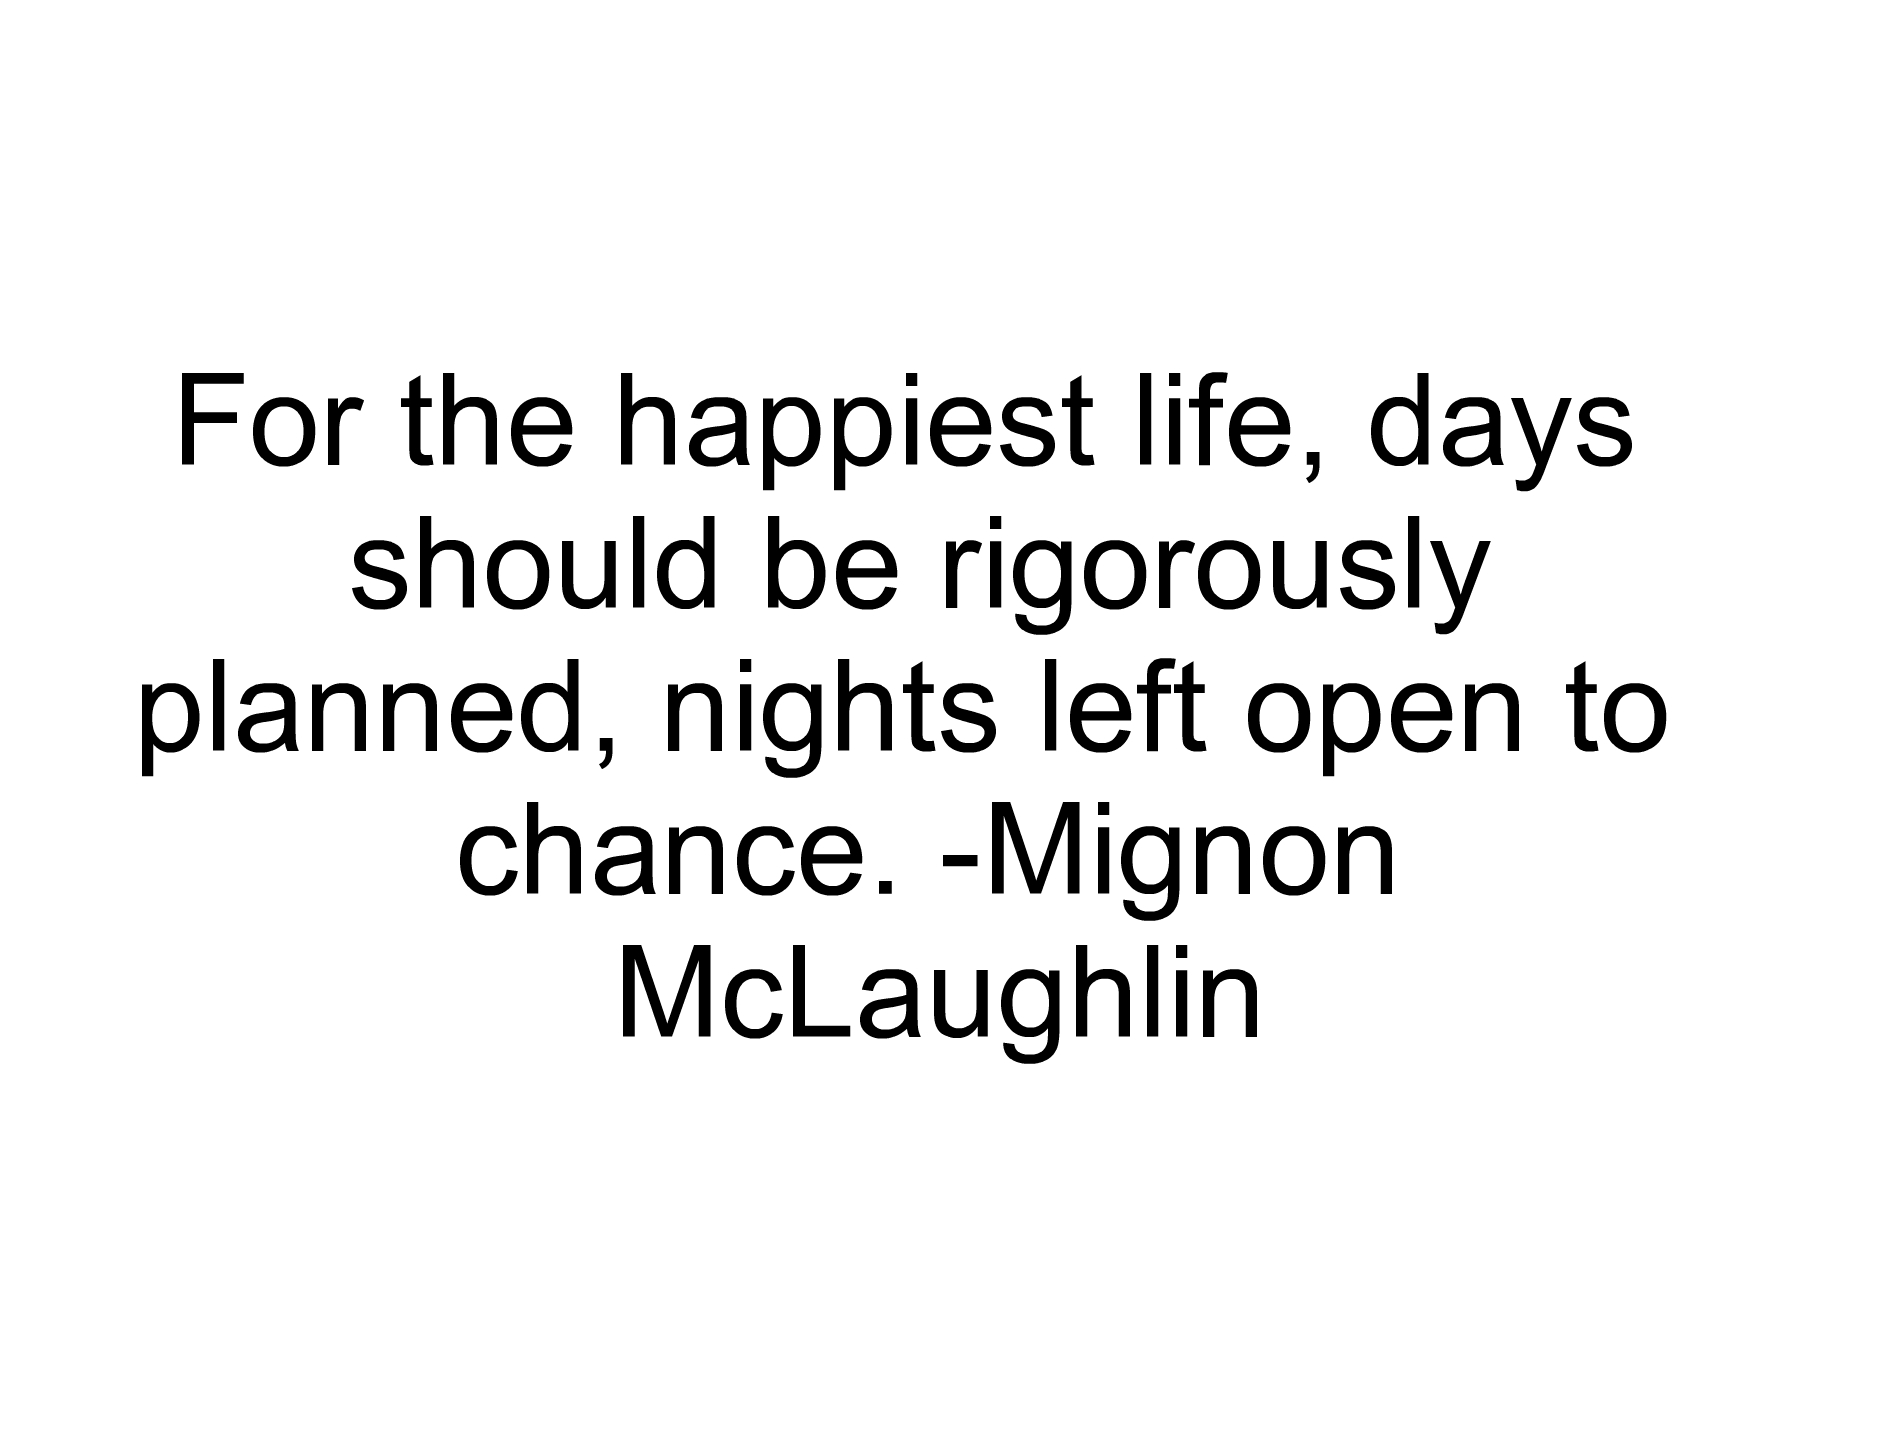 For the happiest life, days
should be rigorously
planned, nights left open to
chance. -Mignon
McLaughlin